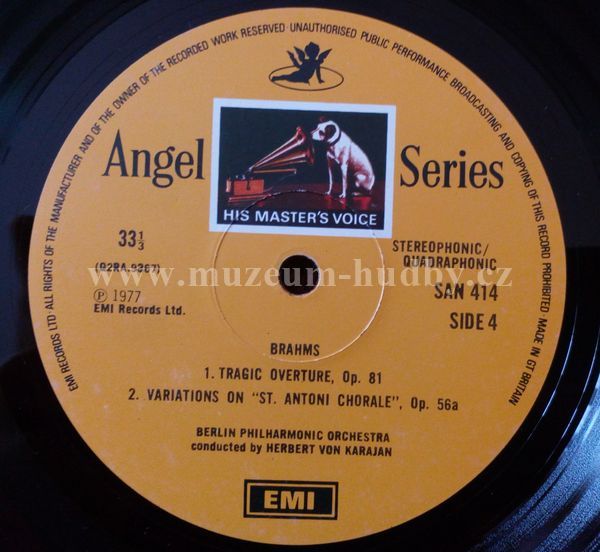 EMI RECORDS LTD · ALL RIGHTS OF THE MANUFACTURER AND OF THE OWNER OF THE RECORDED WORK RESERVED · UNAUTHORISED PUBLIC PERFORMANCE BROADCASTING AND COPYING OF THIS RECORD PROHIBITED · MADE IN GT BRITAIN
Angel Series
HIS MASTER'S VOICE
33⅓
(92RA.9367)
Ⓟ 1977
EMI Records Ltd.
STEREOPHONIC/
QUADRAPHONIC
SAN 414
SIDE 4
www.muzeum-hudby.cz
BRAHMS
1. TRAGIC OVERTURE, Op. 81
2. VARIATIONS ON "ST. ANTONI CHORALE", Op. 56a
BERLIN PHILHARMONIC ORCHESTRA
conducted by HERBERT VON KARAJAN
EMI